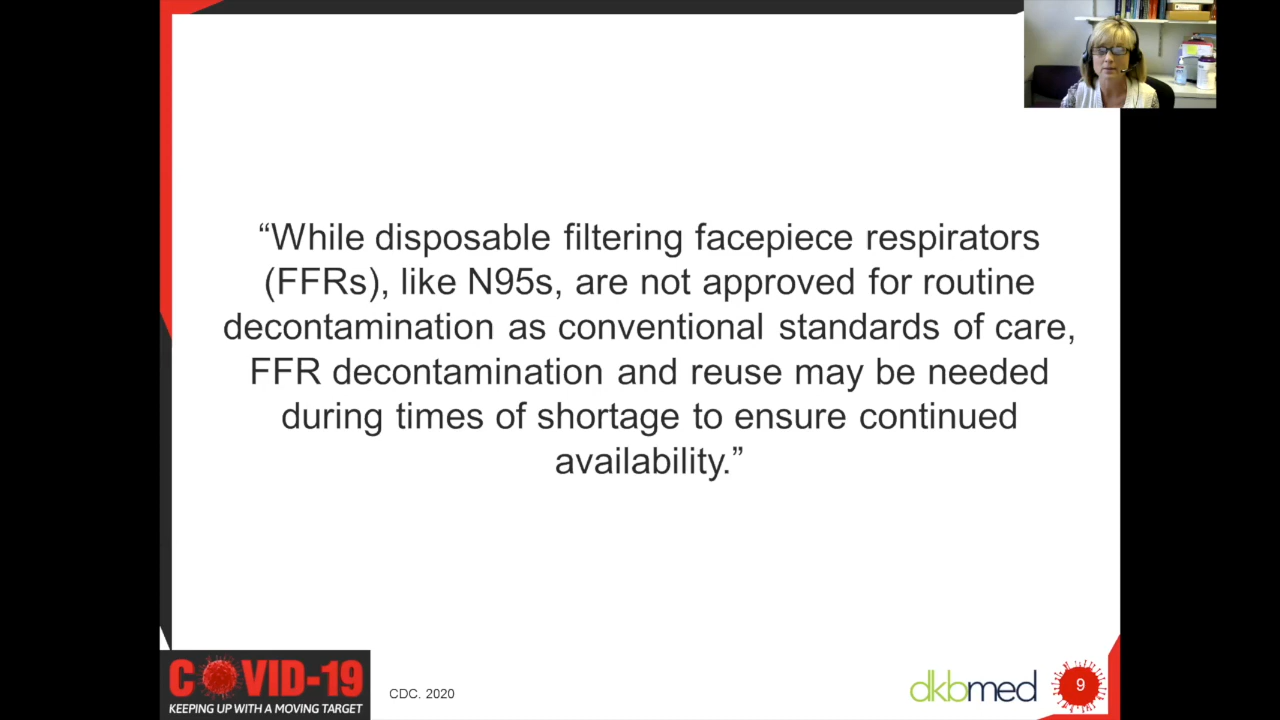 “While disposable filtering facepiece respirators
(FFRs), like N95s, are not approved for routine
decontamination as conventional standards of care,
FFR decontamination and reuse may be needed
during times of shortage to ensure continued
availability.”
COVID-19
KEEPING UP WITH A MOVING TARGET
CDC. 2020
dkbmed
9